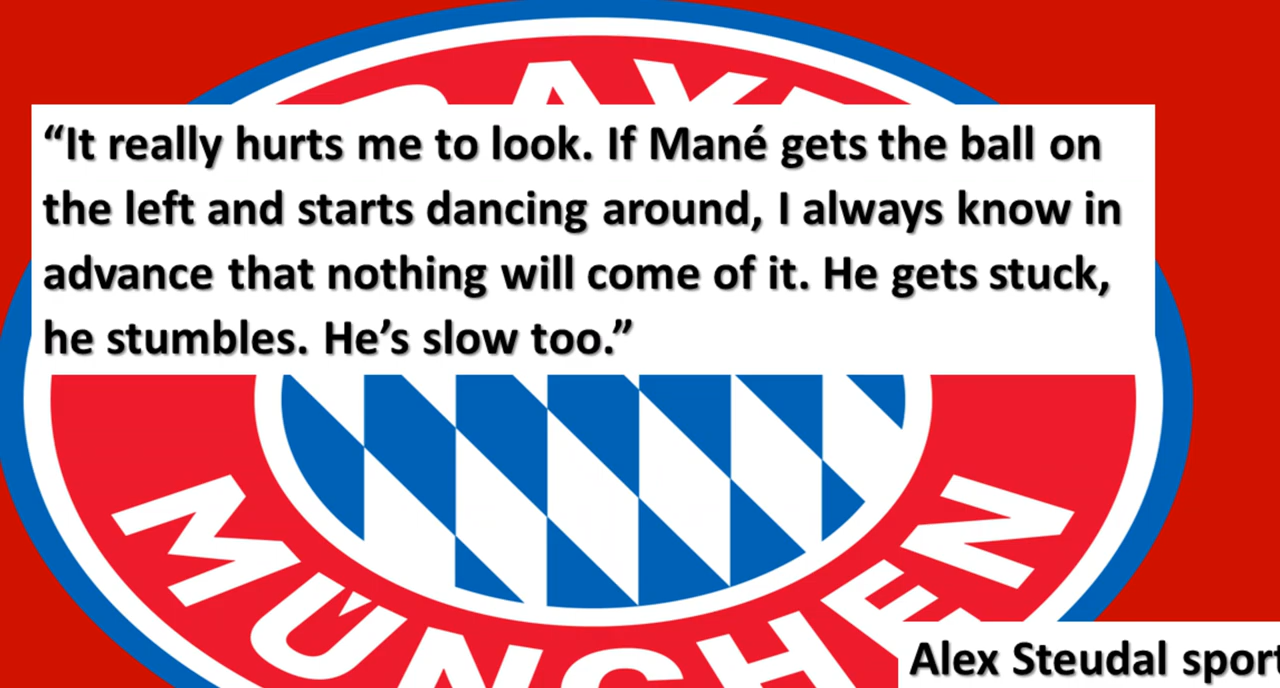 BAYE
“It really hurts me to look. If Mané gets the ball on
the left and starts dancing around, I always know in
advance that nothing will come of it. He gets stuck,
he stumbles. He’s slow too.”
MÜNCHEN
Alex Steudal sport